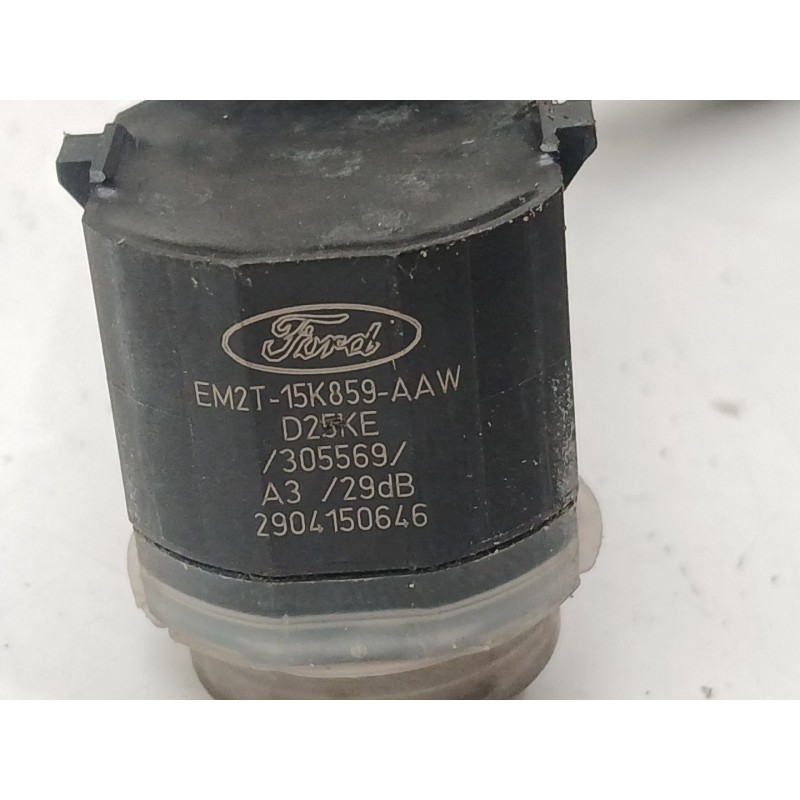 Ford
EM2T-15K859-AAW
D25KE
/305569/
A3 /29dB
2904150646